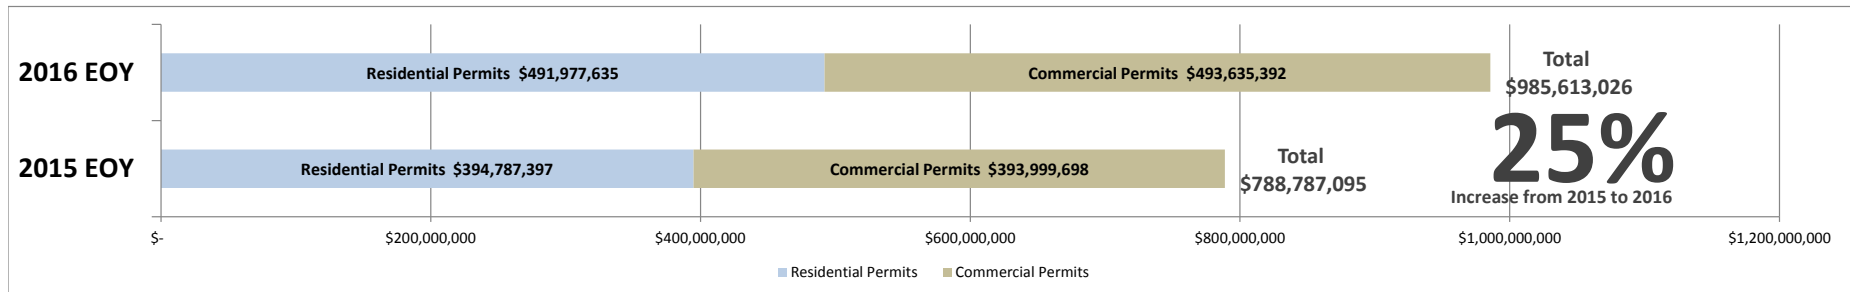 2016 EOY
Residential Permits $491,977,635
Commercial Permits $493,635,392
Total
$985,613,026
2015 EOY
Residential Permits $394,787,397
Commercial Permits $393,999,698
Total
$788,787,095
25%
Increase from 2015 to 2016
$-
$200,000,000
$400,000,000
$600,000,000
$800,000,000
$1,000,000,000
$1,200,000,000
Residential Permits
Commercial Permits